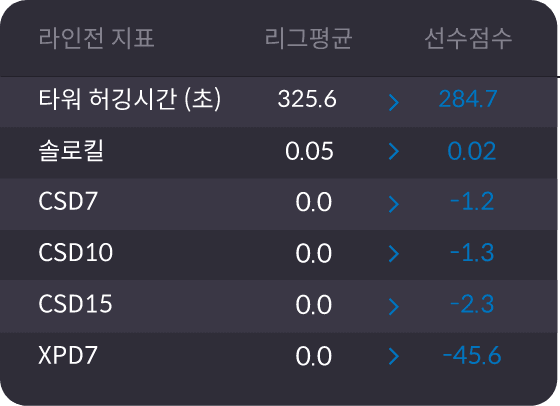 라인전 지표 리그평균 선수점수
타워 허깅시간 (초) 325.6 > 284.7
솔로킬 0.05 > 0.02
CSD7 0.0 > -1.2
CSD10 0.0 > -1.3
CSD15 0.0 > -2.3
XPD7 0.0 > -45.6